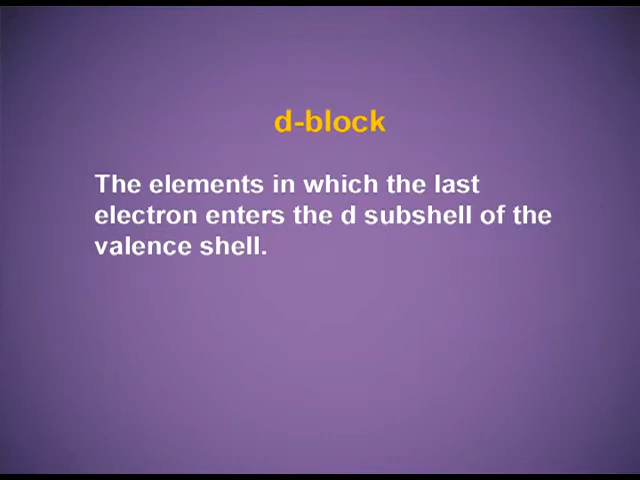 d-block
The elements in which the last
electron enters the d subshell of the
valence shell.